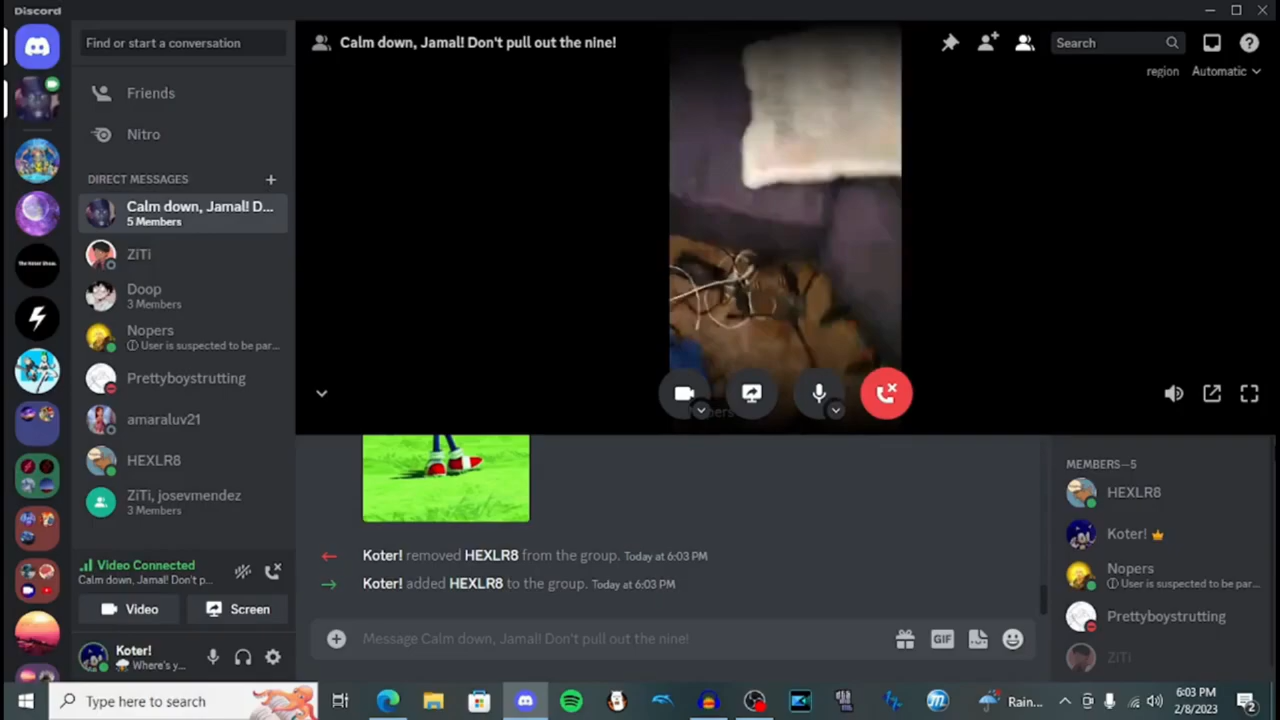 Discord
Find or start a conversation
Calm down, Jamal! Don't pull out the nine!
Search
region Automatic
Friends
Nitro
DIRECT MESSAGES
Calm down, Jamal! D...
5 Members
ZiTi
Doop
3 Members
Nopers
User is suspected to be par...
Prettyboystrutting
amaraluv21
HEXLR8
ZiTi, josevmendez
3 Members
Video Connected
Calm down, Jamal! Don't p...
Video
Screen
Koter!
Where's y...
Koter! removed HEXLR8 from the group. Today at 6:03 PM
Koter! added HEXLR8 to the group. Today at 6:03 PM
Message Calm down, Jamal! Don't pull out the nine!
GIF
MEMBERS—5
HEXLR8
Koter!
Nopers
User is suspected to be par...
Prettyboystrutting
ZiTi
Type here to search
Rain...
6:03 PM
2/8/2023
2